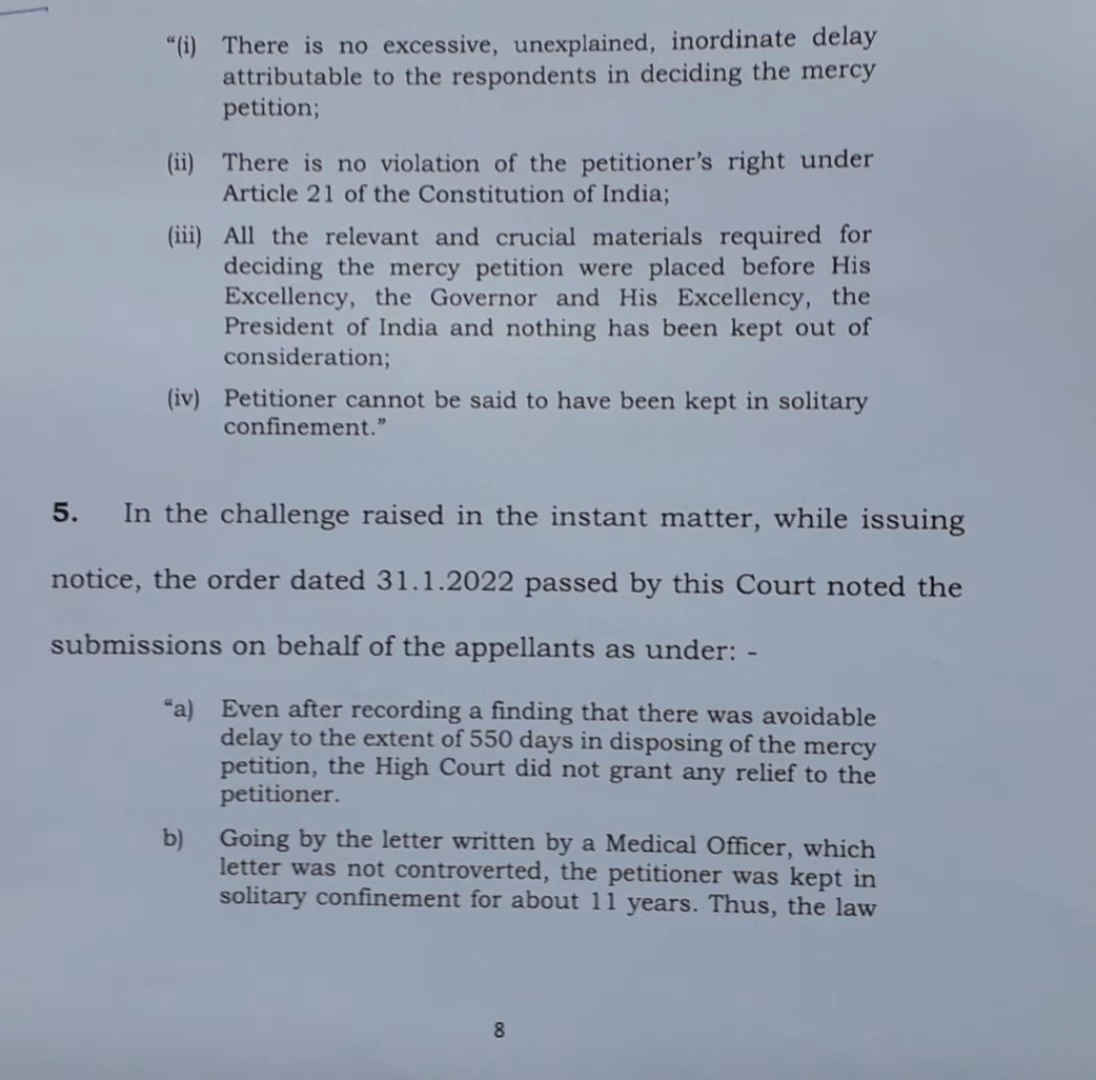 “(i) There is no excessive, unexplained, inordinate delay
attributable to the respondents in deciding the mercy
petition;
(ii) There is no violation of the petitioner’s right under
Article 21 of the Constitution of India;
(iii) All the relevant and crucial materials required for
deciding the mercy petition were placed before His
Excellency, the Governor and His Excellency, the
President of India and nothing has been kept out of
consideration;
(iv) Petitioner cannot be said to have been kept in solitary
confinement.”
5. In the challenge raised in the instant matter, while issuing
notice, the order dated 31.1.2022 passed by this Court noted the
submissions on behalf of the appellants as under: -
“a) Even after recording a finding that there was avoidable
delay to the extent of 550 days in disposing of the mercy
petition, the High Court did not grant any relief to the
petitioner.
b) Going by the letter written by a Medical Officer, which
letter was not controverted, the petitioner was kept in
solitary confinement for about 11 years. Thus, the law
8